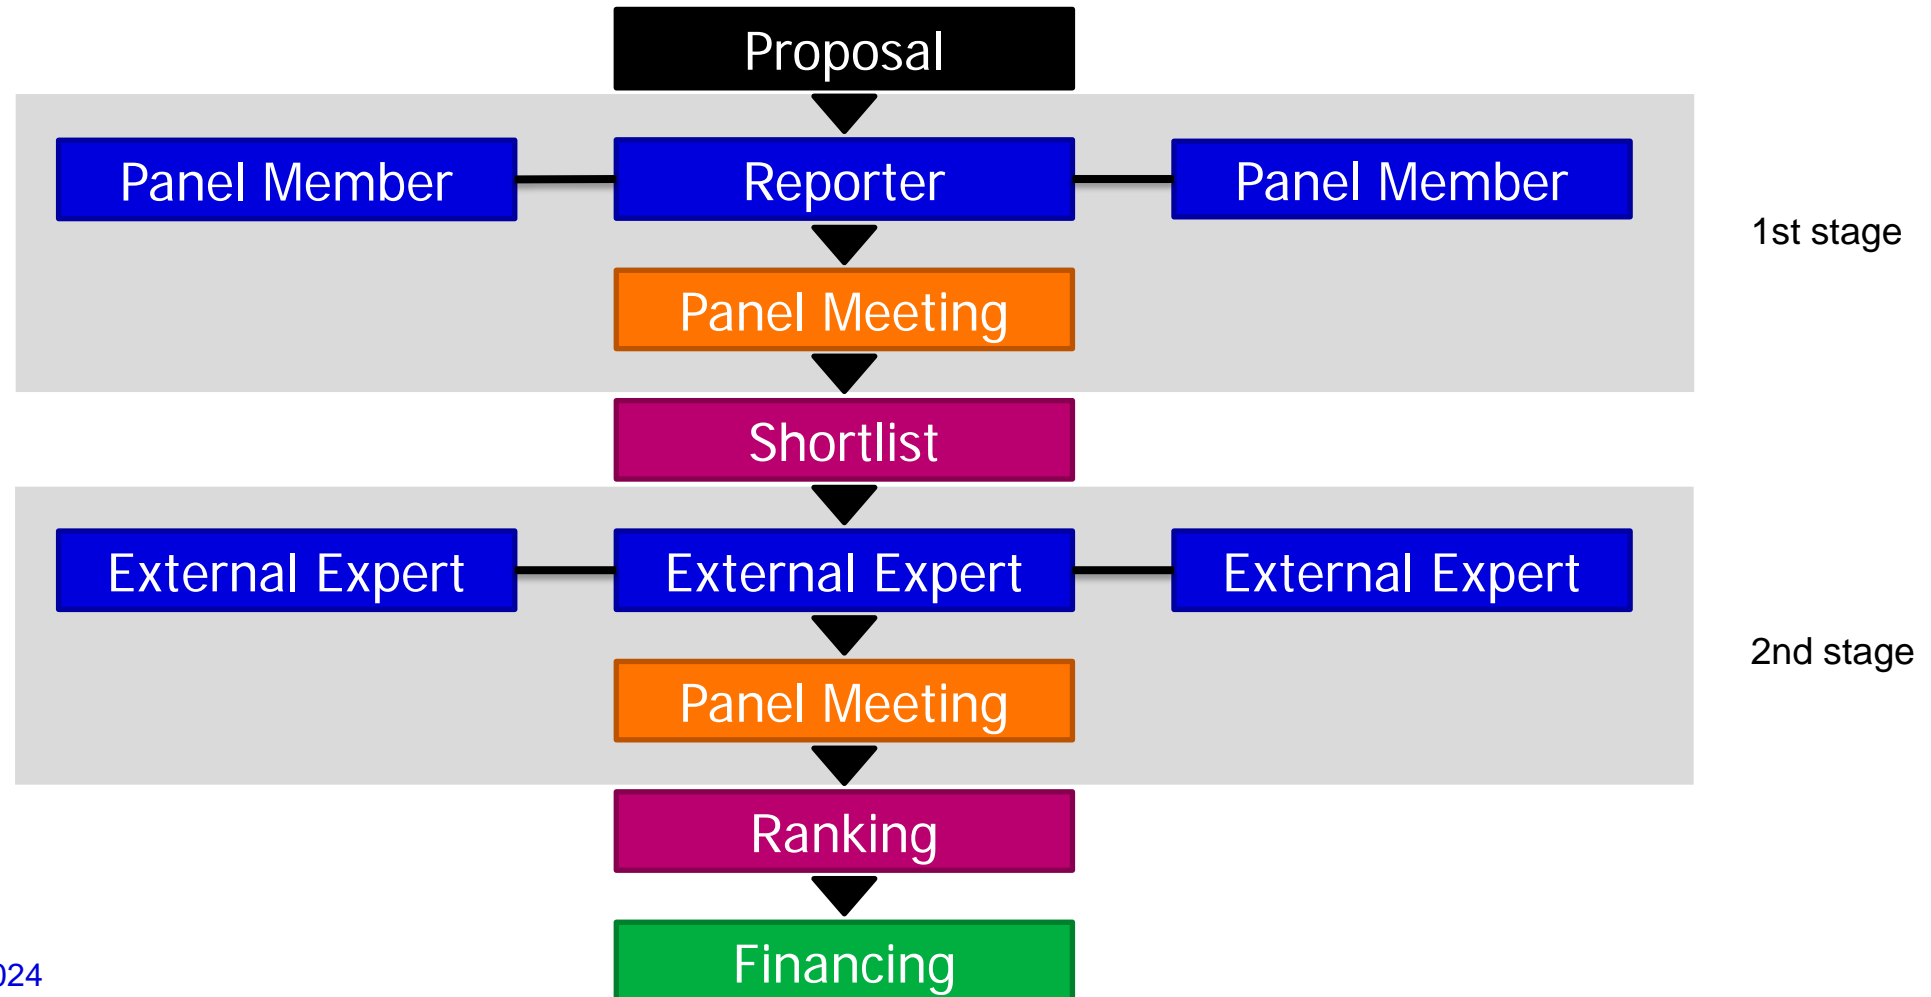 Proposal
Panel Member
Reporter
Panel Member
1st stage
Panel Meeting
Shortlist
External Expert
External Expert
External Expert
2nd stage
Panel Meeting
Ranking
Financing
024